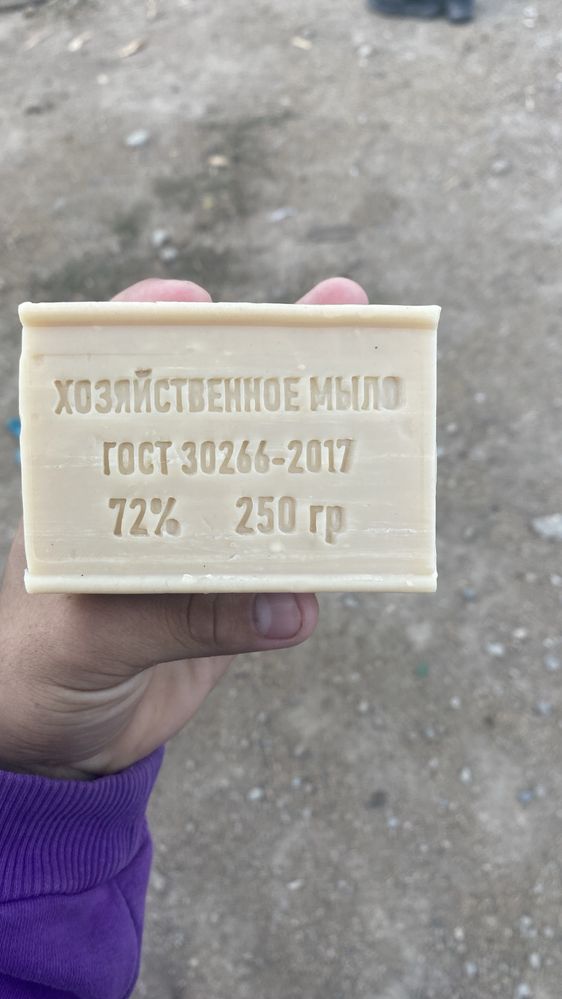 ХОЗЯЙСТВЕННОЕ МЫЛО
ГОСТ 30266-2017
72% 250 гр